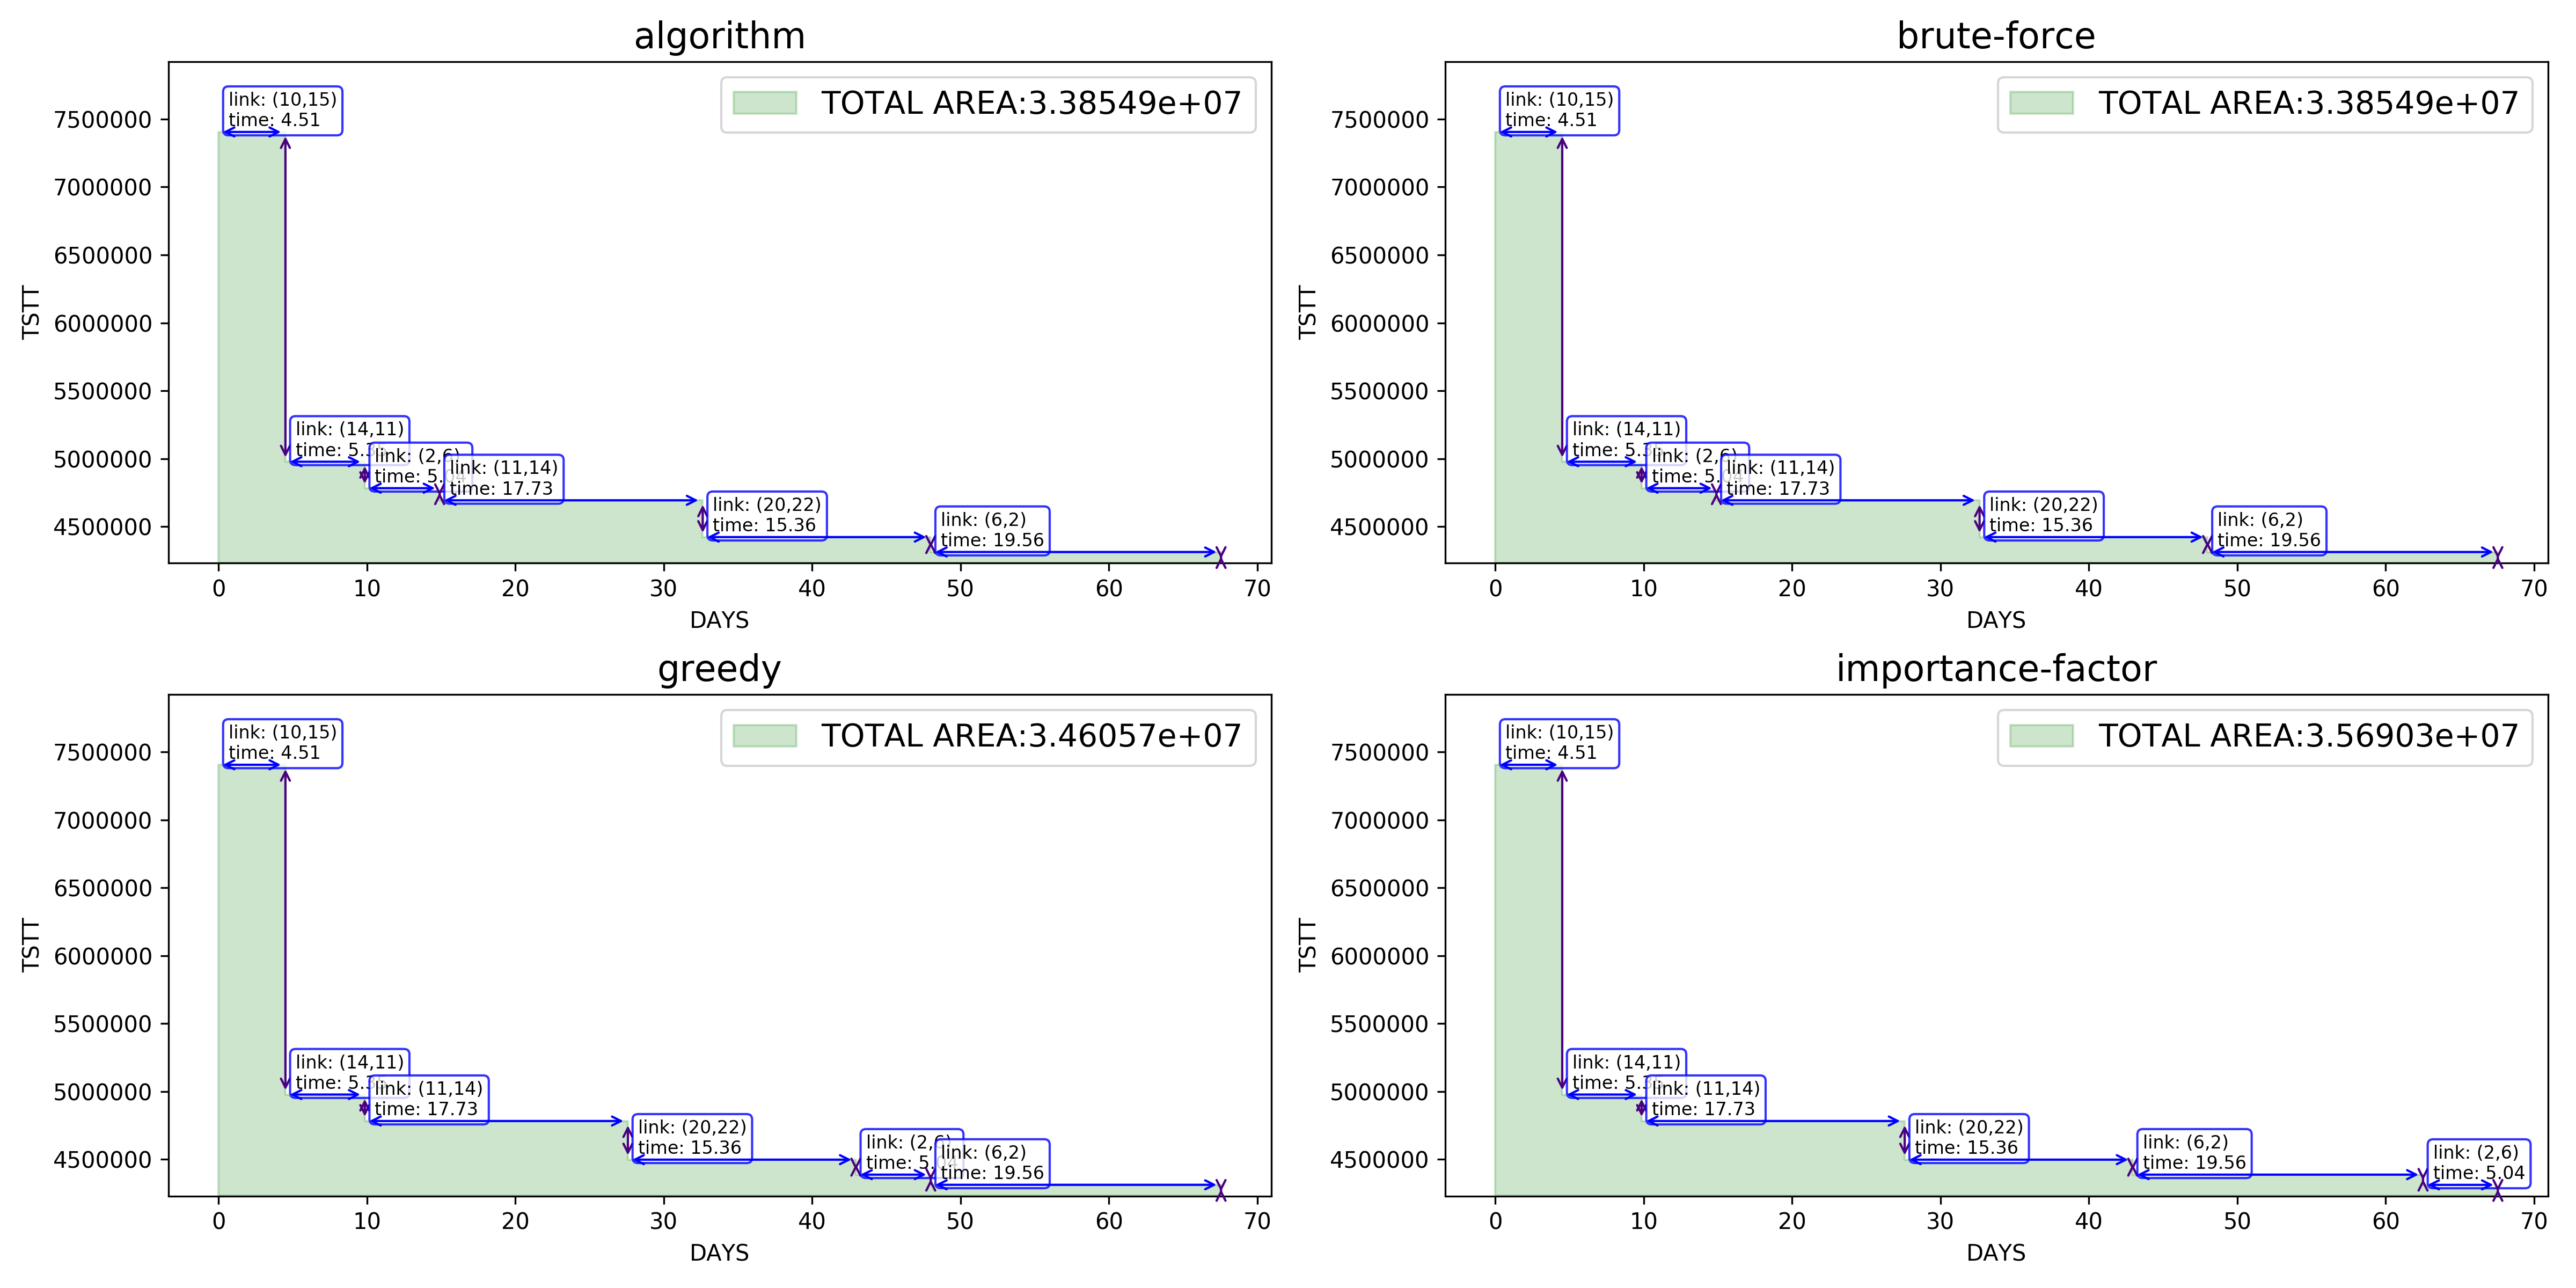 algorithm
TOTAL AREA:3.38549e+07
link: (10,15)
time: 4.51
link: (14,11)
link: (2,6)
link: (11,14)
time: 17.73
link: (20,22)
time: 15.36
link: (6,2)
time: 19.56
7500000
7000000
6500000
6000000
5500000
5000000
4500000
TSTT
0 10 20 30 40 50 60 70
DAYS
brute-force
TOTAL AREA:3.38549e+07
link: (10,15)
time: 4.51
link: (14,11)
link: (2,6)
link: (11,14)
time: 17.73
link: (20,22)
time: 15.36
link: (6,2)
time: 19.56
7500000
7000000
6500000
6000000
5500000
5000000
4500000
TSTT
0 10 20 30 40 50 60 70
DAYS
greedy
TOTAL AREA:3.46057e+07
link: (10,15)
time: 4.51
link: (14,11)
link: (11,14)
time: 17.73
link: (20,22)
time: 15.36
link: (2,6)
link: (6,2)
time: 19.56
7500000
7000000
6500000
6000000
5500000
5000000
4500000
TSTT
0 10 20 30 40 50 60 70
DAYS
importance-factor
TOTAL AREA:3.56903e+07
link: (10,15)
time: 4.51
link: (14,11)
link: (11,14)
time: 17.73
link: (20,22)
time: 15.36
link: (6,2)
time: 19.56
link: (2,6)
time: 5.04
7500000
7000000
6500000
6000000
5500000
5000000
4500000
TSTT
0 10 20 30 40 50 60 70
DAYS